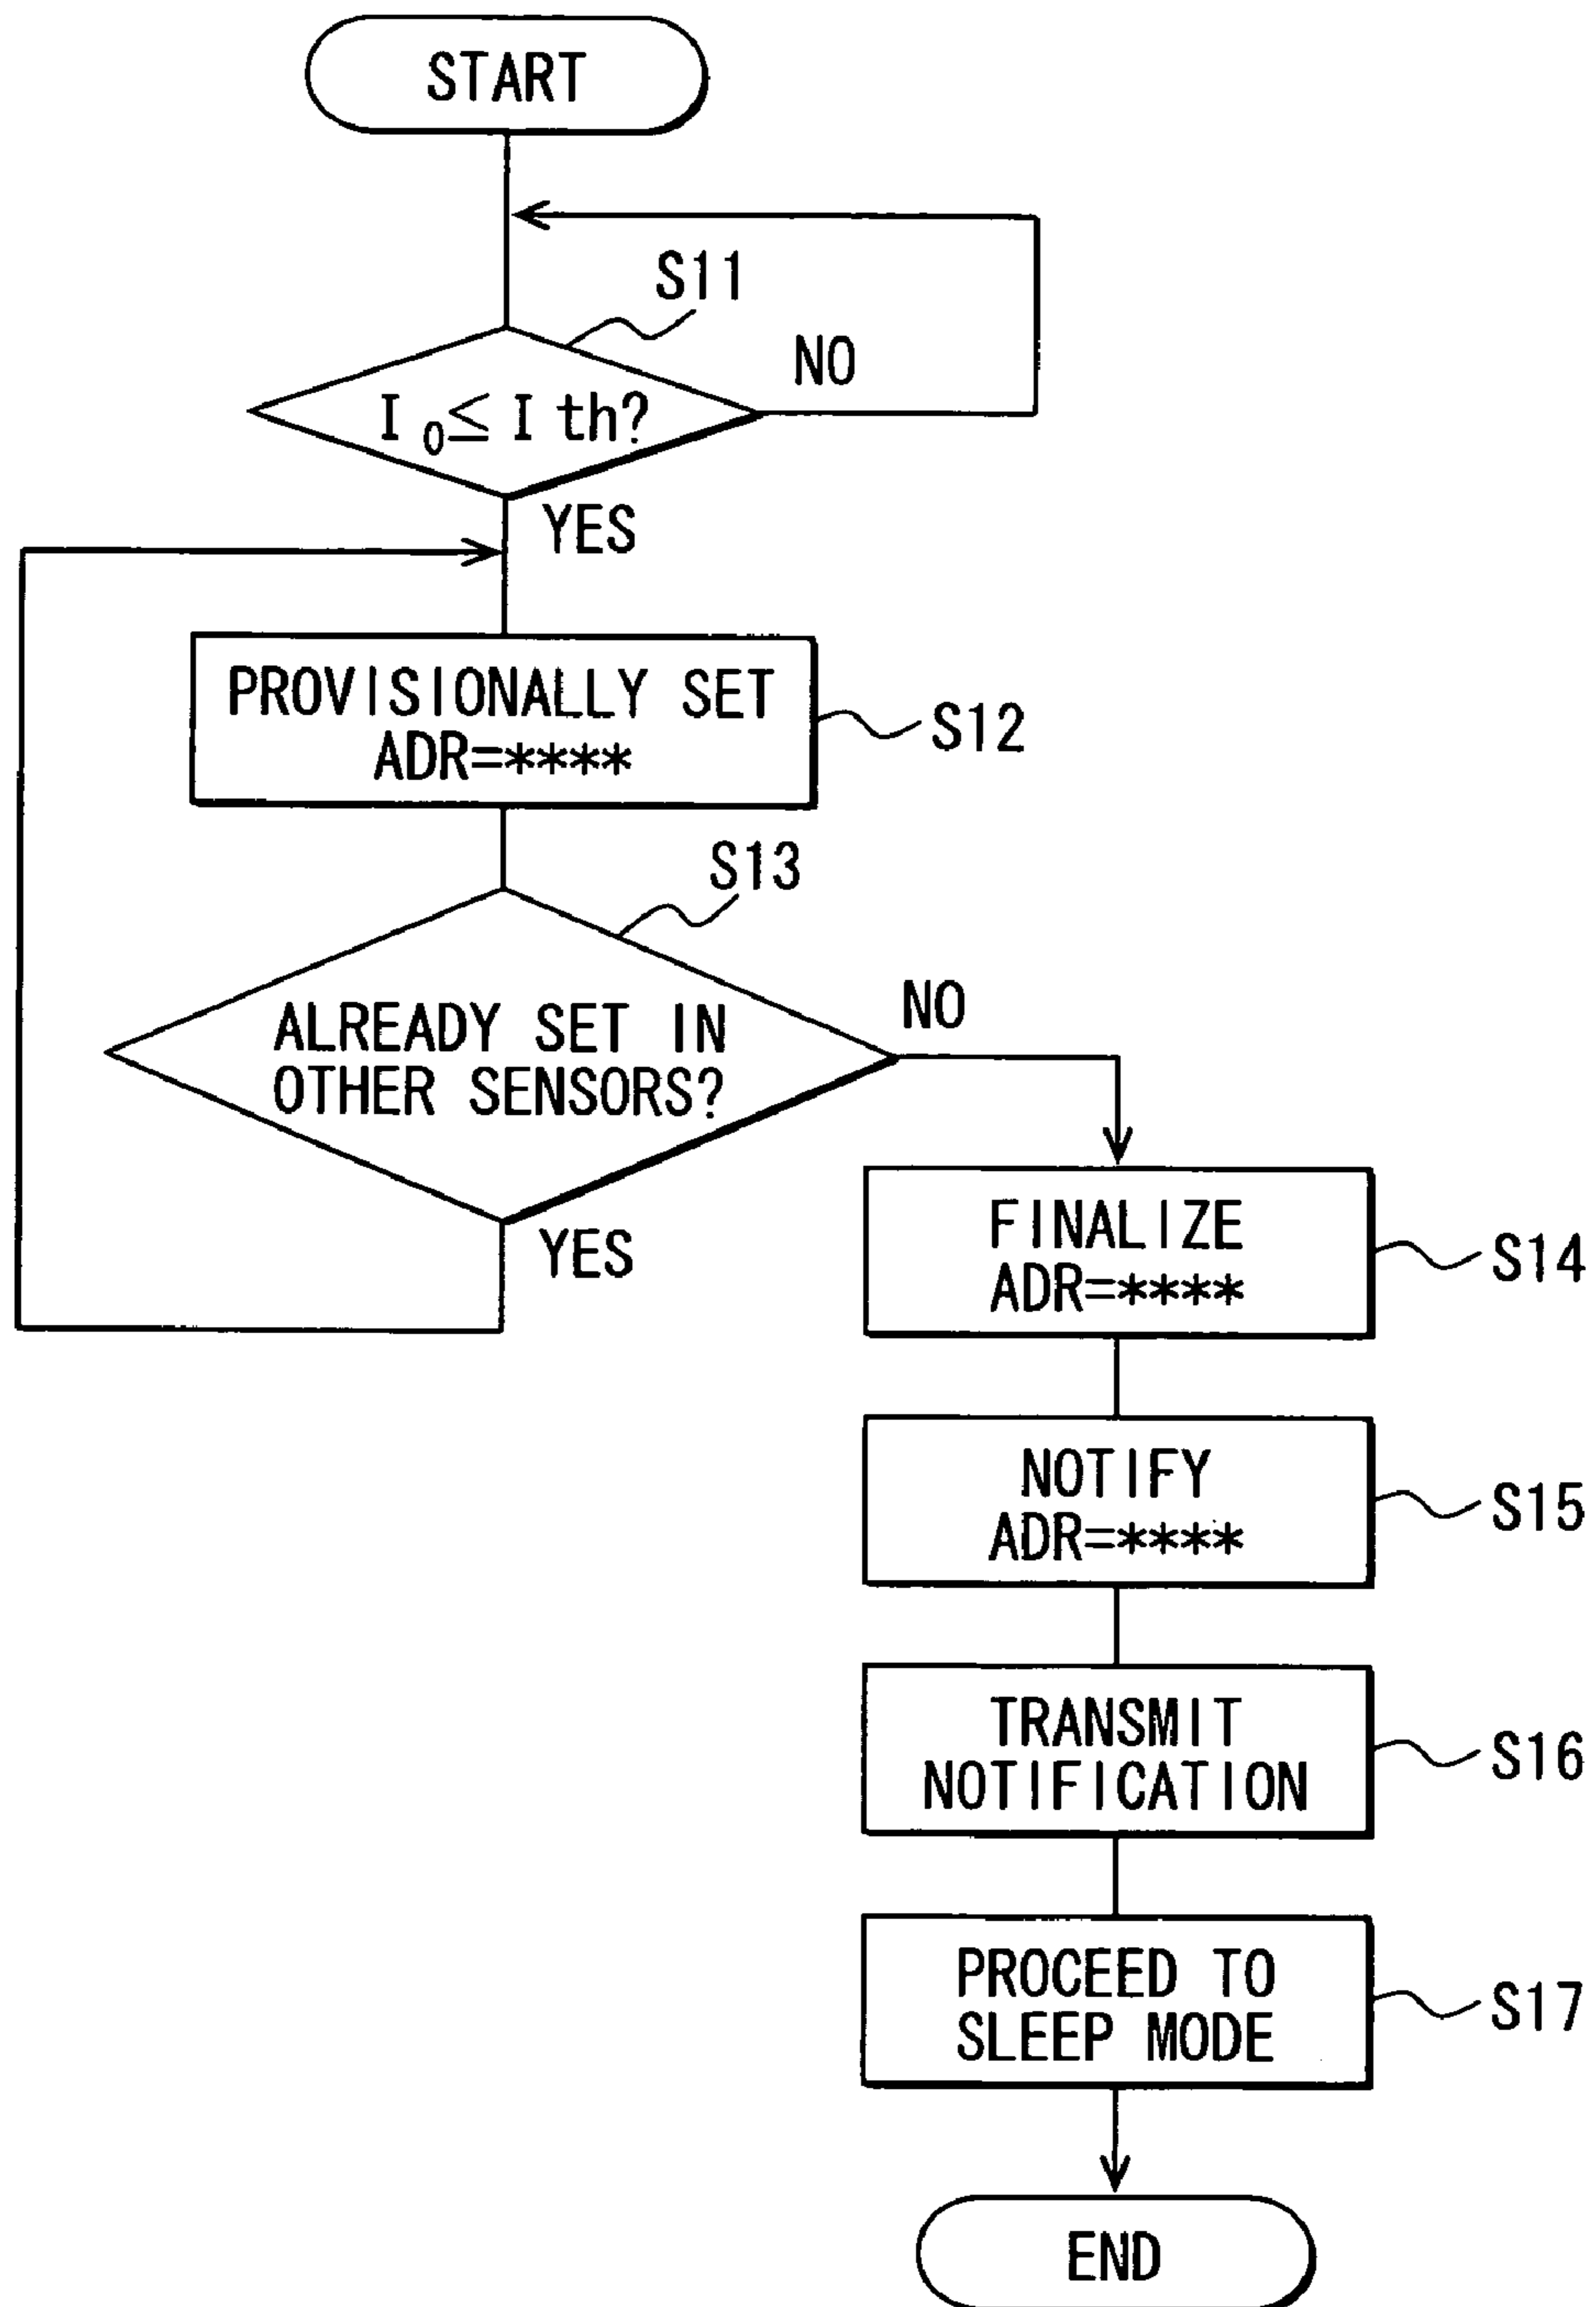 START
S11
NO
I₀≤ I th?
YES
PROVISIONALLY SET
ADR=****
S12
S13
NO
ALREADY SET IN
OTHER SENSORS?
YES
FINALIZE
ADR=****
S14
NOTIFY
ADR=****
S15
TRANSMIT
NOTIFICATION
S16
PROCEED TO
SLEEP MODE
S17
END